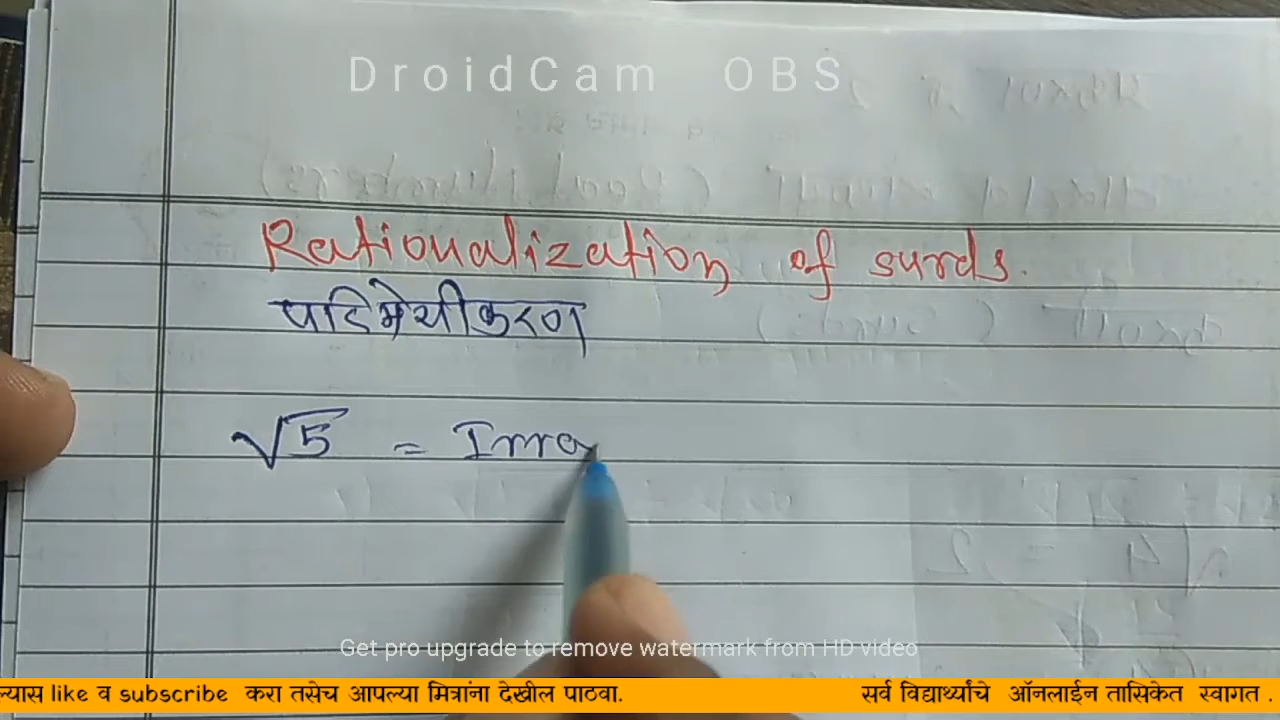 DroidCam OBS
Rationalization of surds.
परिमेयीकरण
√5 = Irra
Get pro upgrade to remove watermark from HD video
न्यास like व subscribe करा तसेच आपल्या मित्रांना देखील पाठवा. सर्व विद्यार्थ्यांचे ऑनलाईन तासिकेत स्वागत .